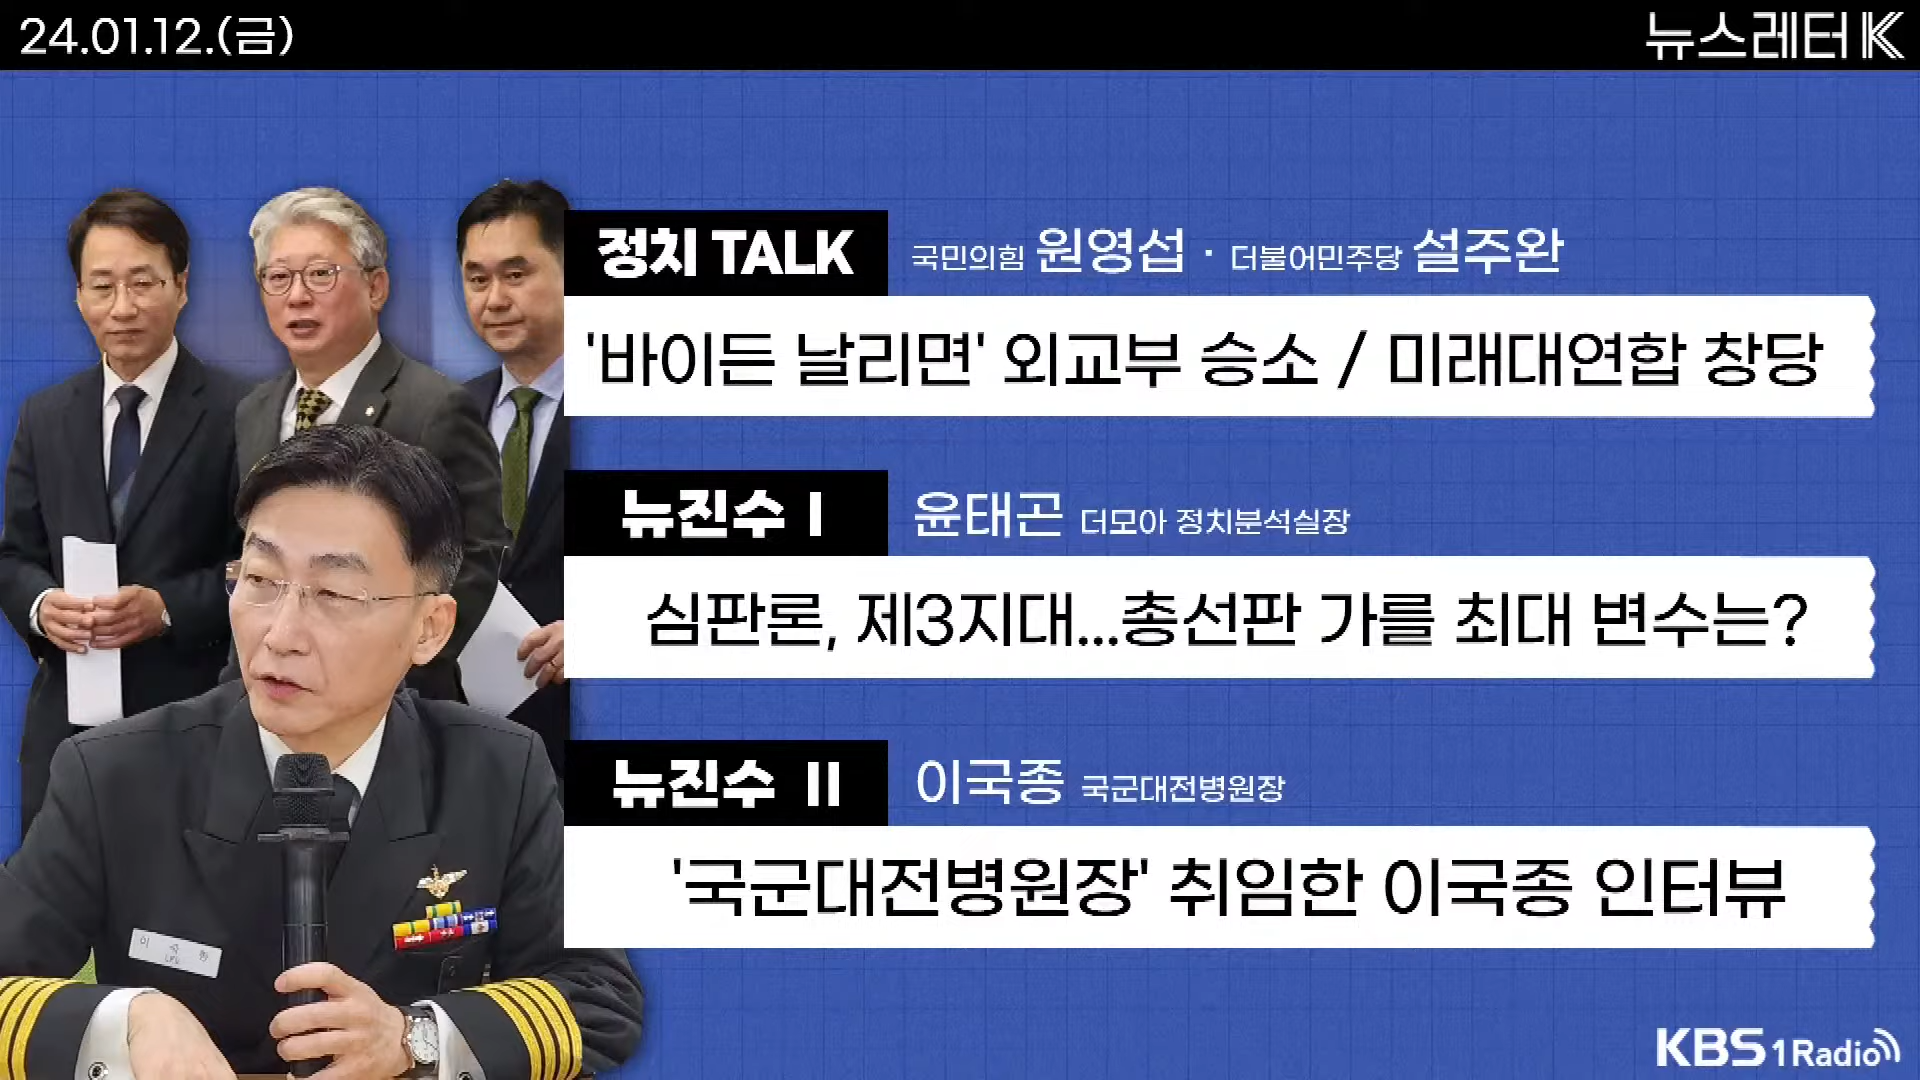 24.01.12.(금)
뉴스레터 K
정치 TALK
국민의힘 원영섭 · 더불어민주당 설주완
'바이든 날리면' 외교부 승소 / 미래대연합 창당
뉴진수 I
윤태곤 더모아 정치분석실장
심판론, 제3지대...총선판 가를 최대 변수는?
뉴진수 II
이국종 국군대전병원장
'국군대전병원장' 취임한 이국종 인터뷰
이 국 종
KBS 1Radio